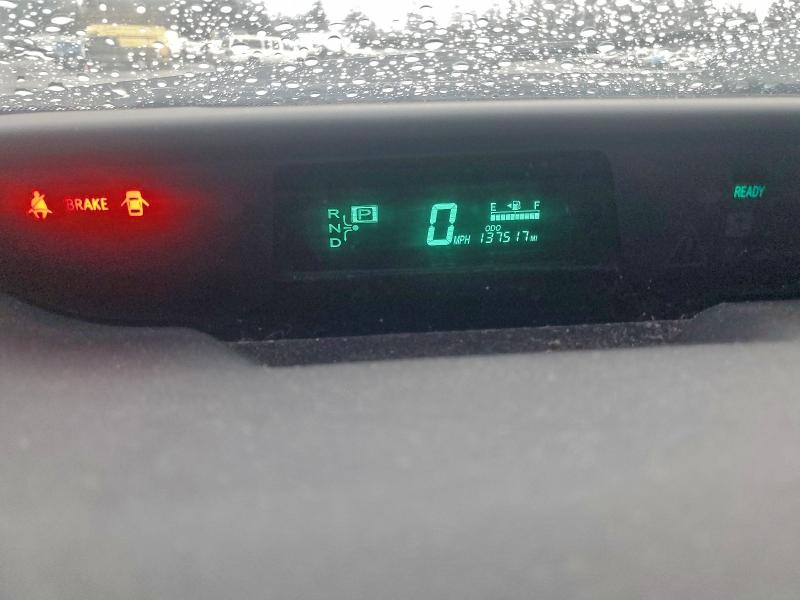 BRAKE
R P
N
D
0 MPH
E F
ODO
137517 MI
READY